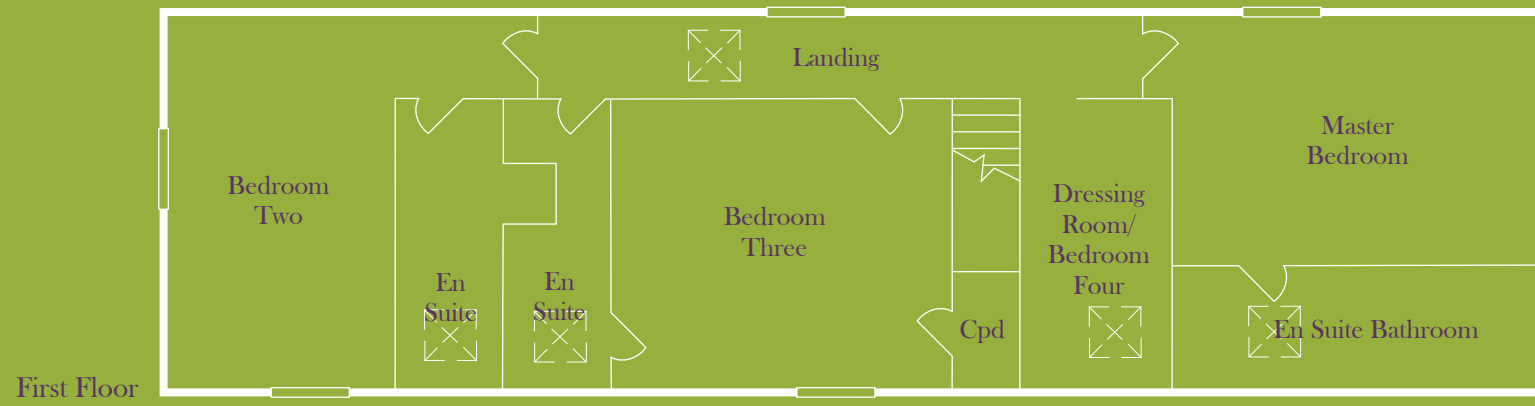 Landing
Master
Bedroom
Bedroom
Two
Bedroom
Three
Dressing
Room/
Bedroom
Four
En
Suite
En
Suite
Cpd
En Suite Bathroom
First Floor